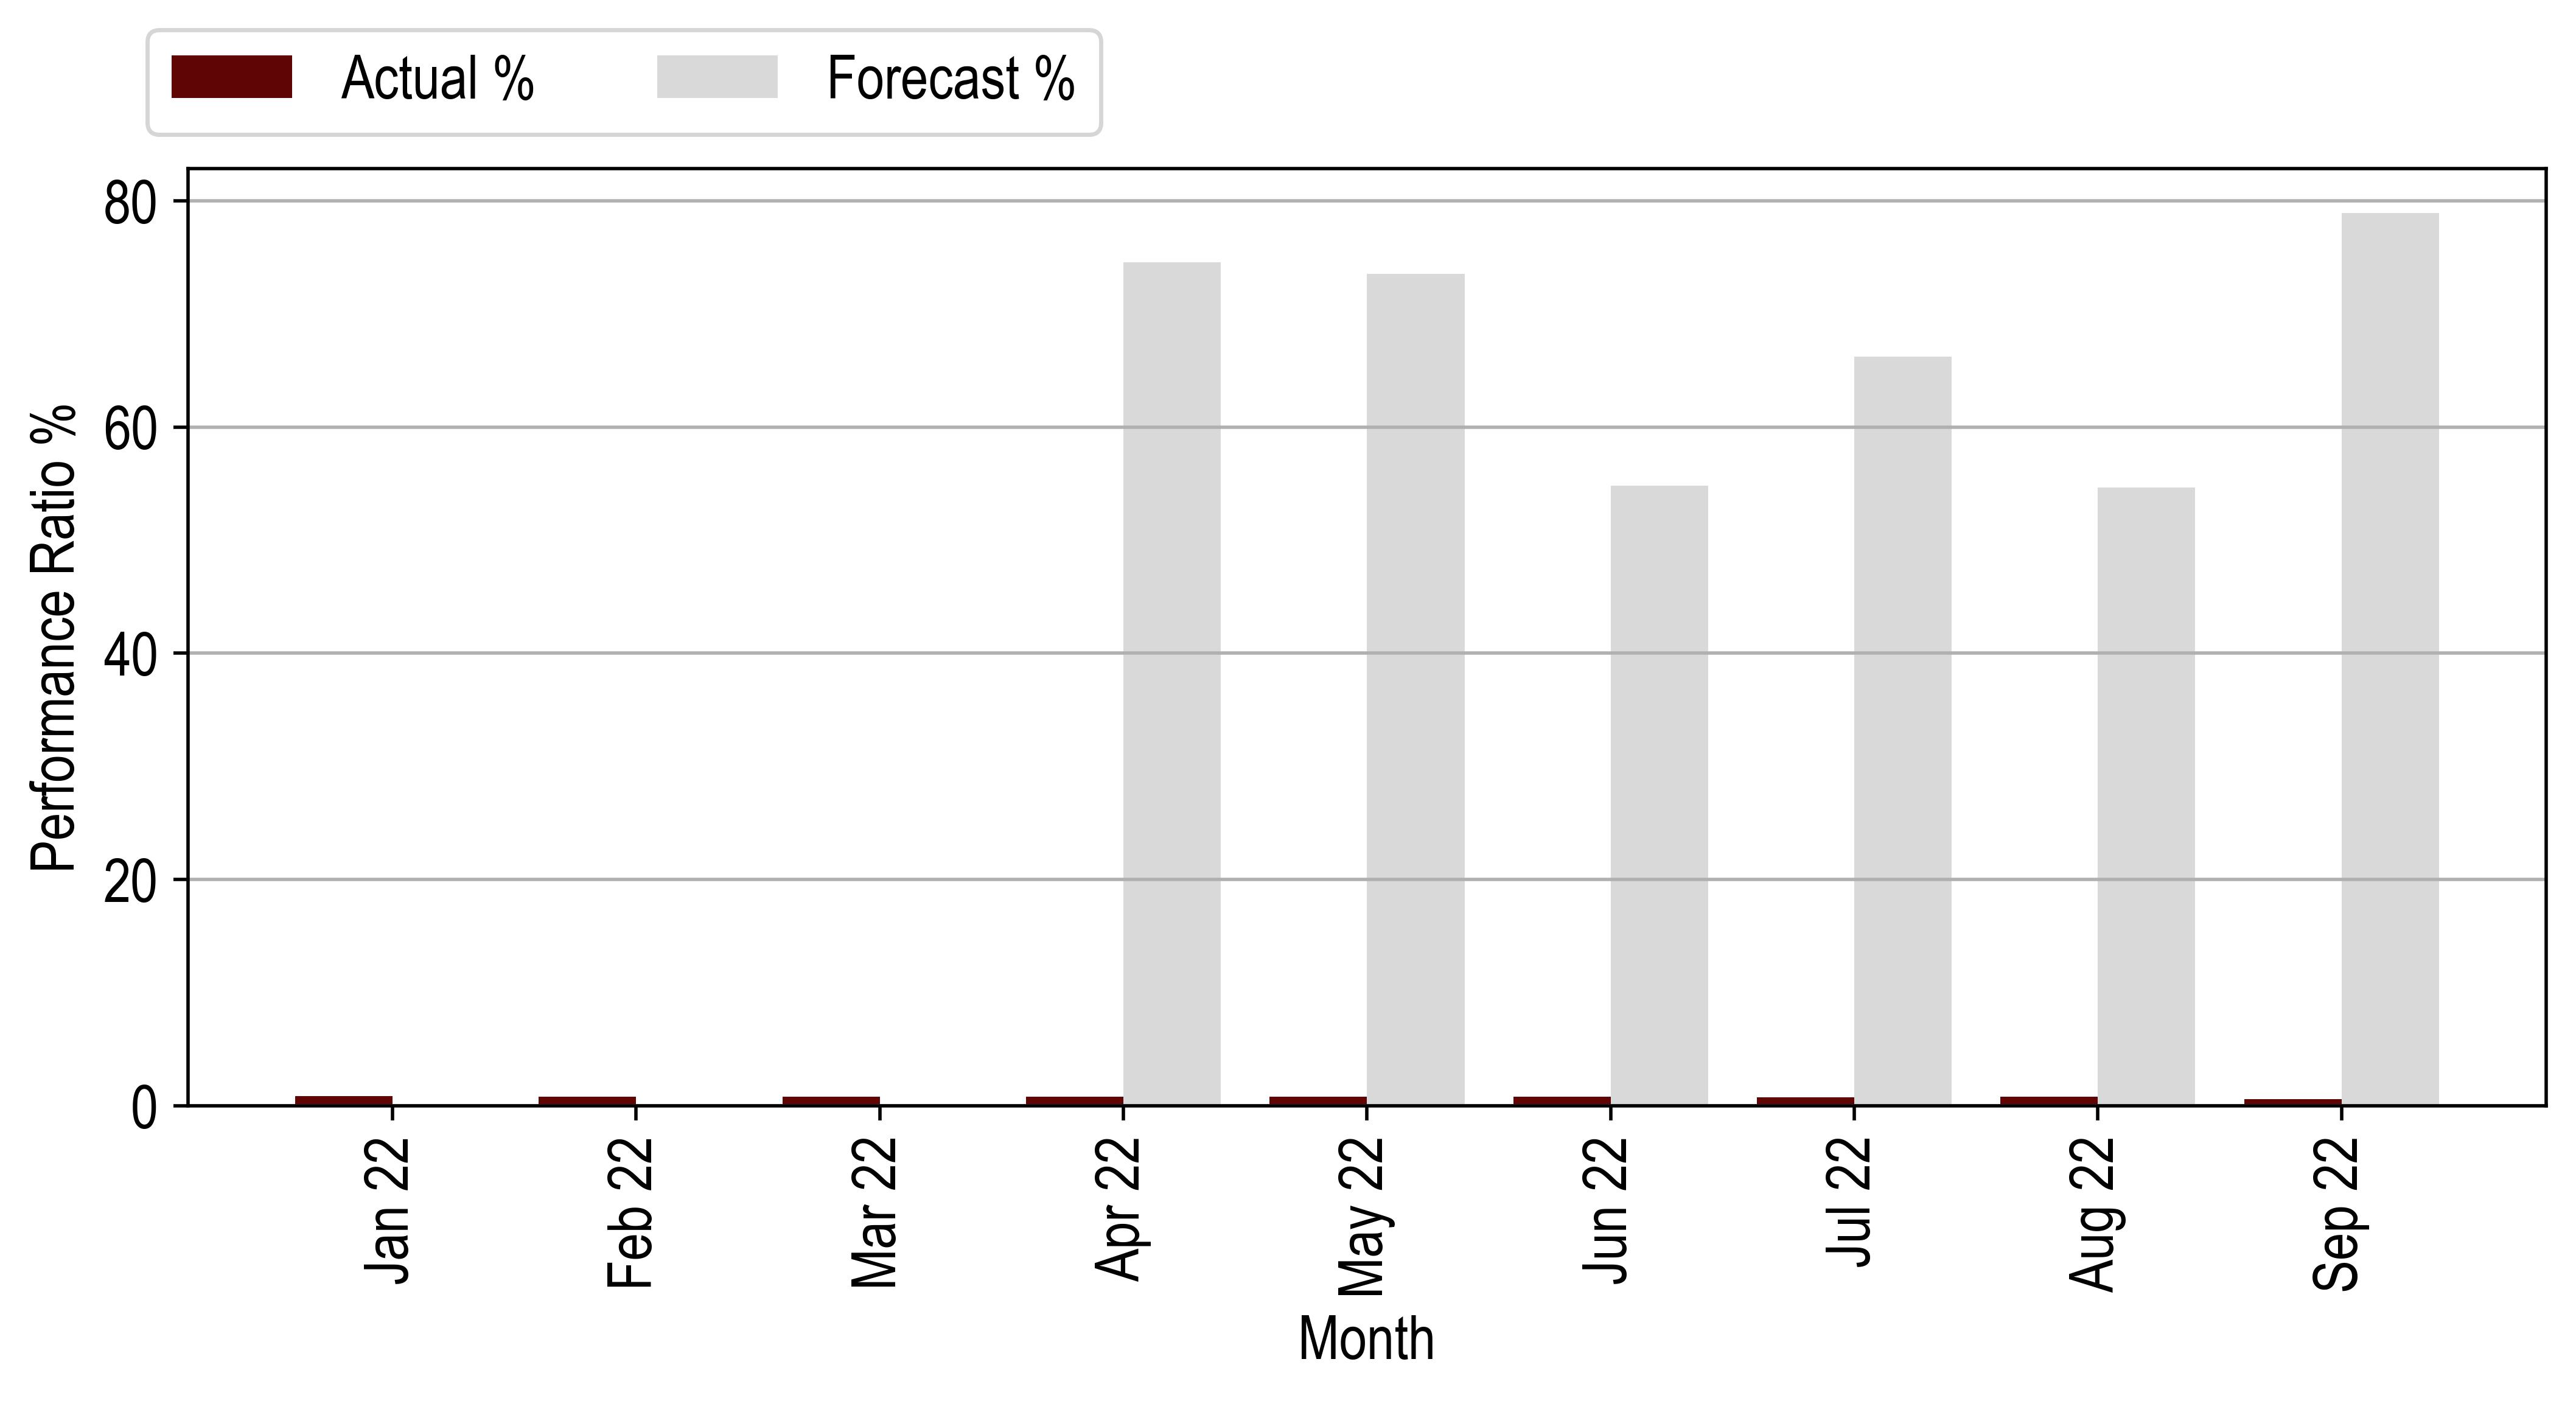 Actual %
Forecast %
Performance Ratio %
80
60
40
20
0
Jan 22
Feb 22
Mar 22
Apr 22
May 22
Jun 22
Jul 22
Aug 22
Sep 22
Month